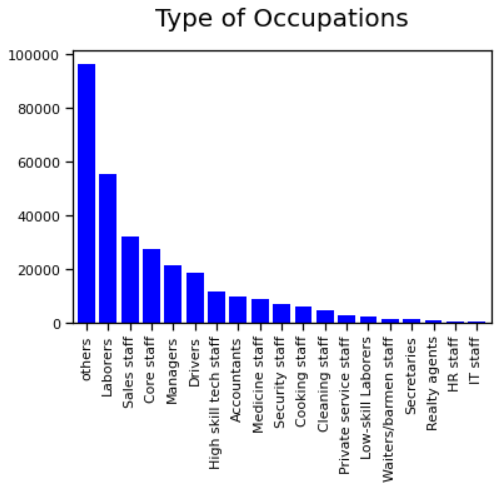 Type of Occupations
100000
80000
60000
40000
20000
0
others
Laborers
Sales staff
Core staff
Managers
Drivers
High skill tech staff
Accountants
Medicine staff
Security staff
Cooking staff
Cleaning staff
Private service staff
Low-skill Laborers
Waiters/barmen staff
Secretaries
Realty agents
HR staff
IT staff